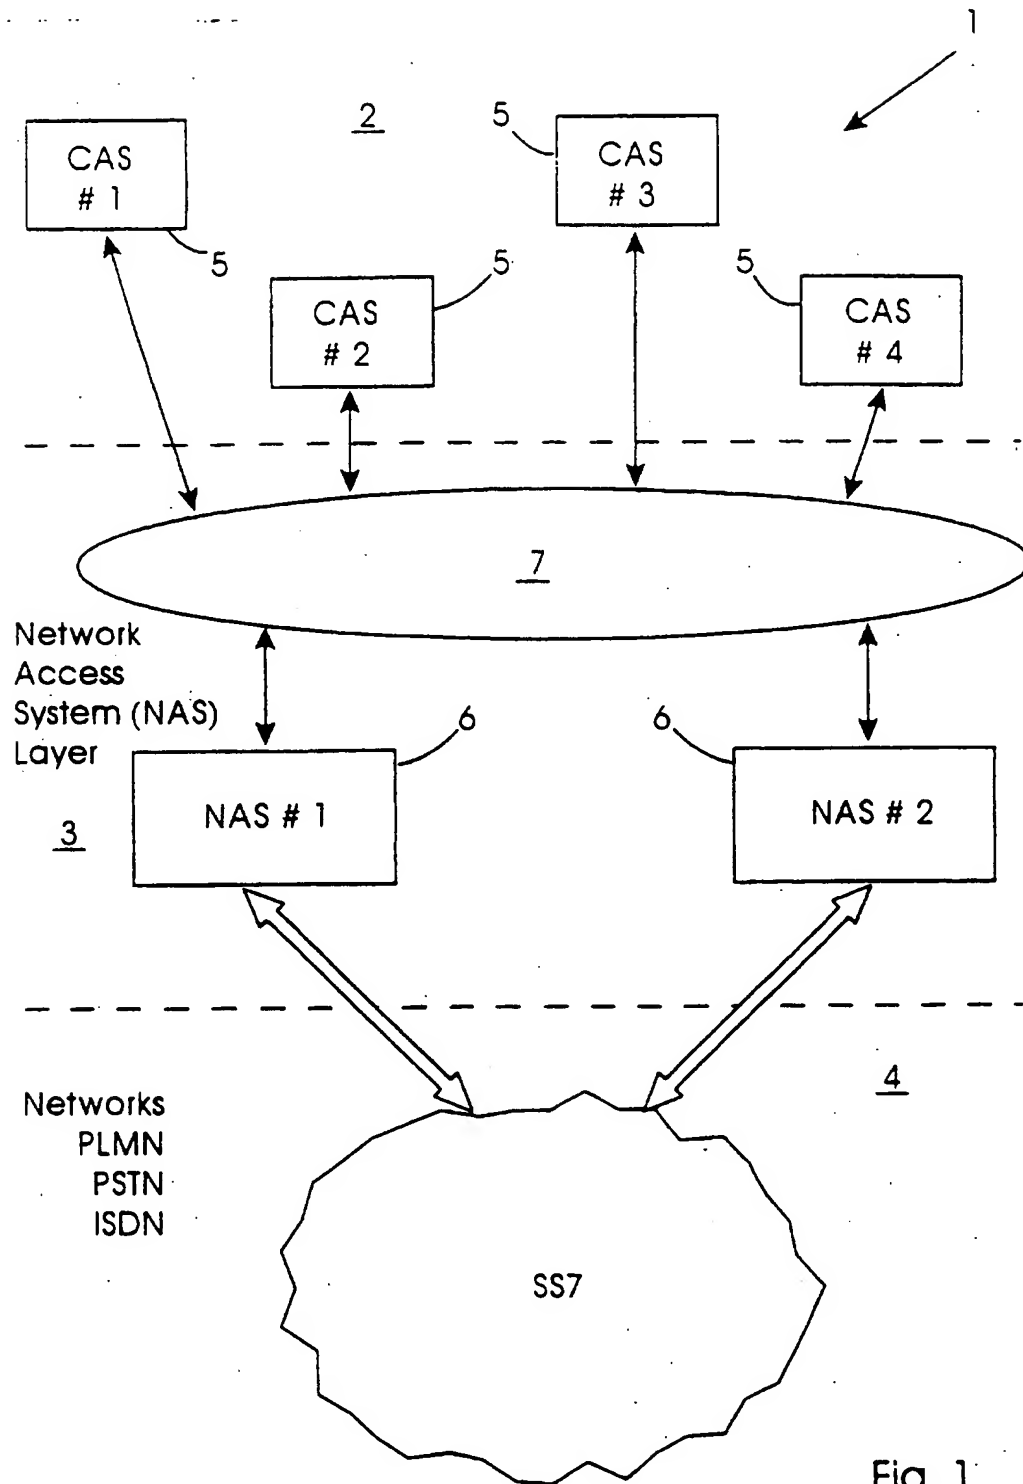 1
2
5
CAS
# 1
CAS
# 3
5
5
5
CAS
# 2
CAS
# 4
7
Network
Access
System (NAS)
Layer
6
6
NAS # 1
NAS # 2
3
4
Networks
PLMN
PSTN
ISDN
SS7
Fig. 1